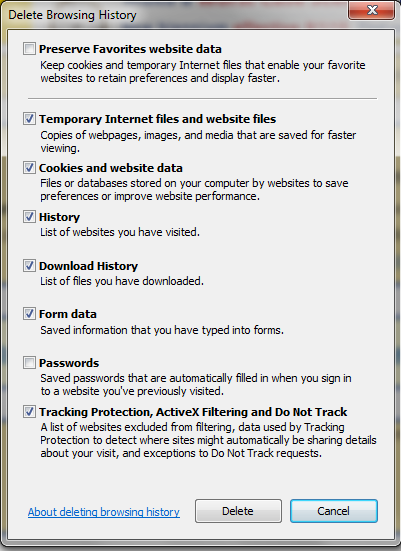 Delete Browsing History
Preserve Favorites website data
Keep cookies and temporary Internet files that enable your favorite
websites to retain preferences and display faster.
Temporary Internet files and website files
Copies of webpages, images, and media that are saved for faster
viewing.
Cookies and website data
Files or databases stored on your computer by websites to save
preferences or improve website performance.
History
List of websites you have visited.
Download History
List of files you have downloaded.
Form data
Saved information that you have typed into forms.
Passwords
Saved passwords that are automatically filled in when you sign in
to a website you've previously visited.
Tracking Protection, ActiveX Filtering and Do Not Track
A list of websites excluded from filtering, data used by Tracking
Protection to detect where sites might automatically be sharing details
about your visit, and exceptions to Do Not Track requests.
About deleting browsing history
Delete
Cancel